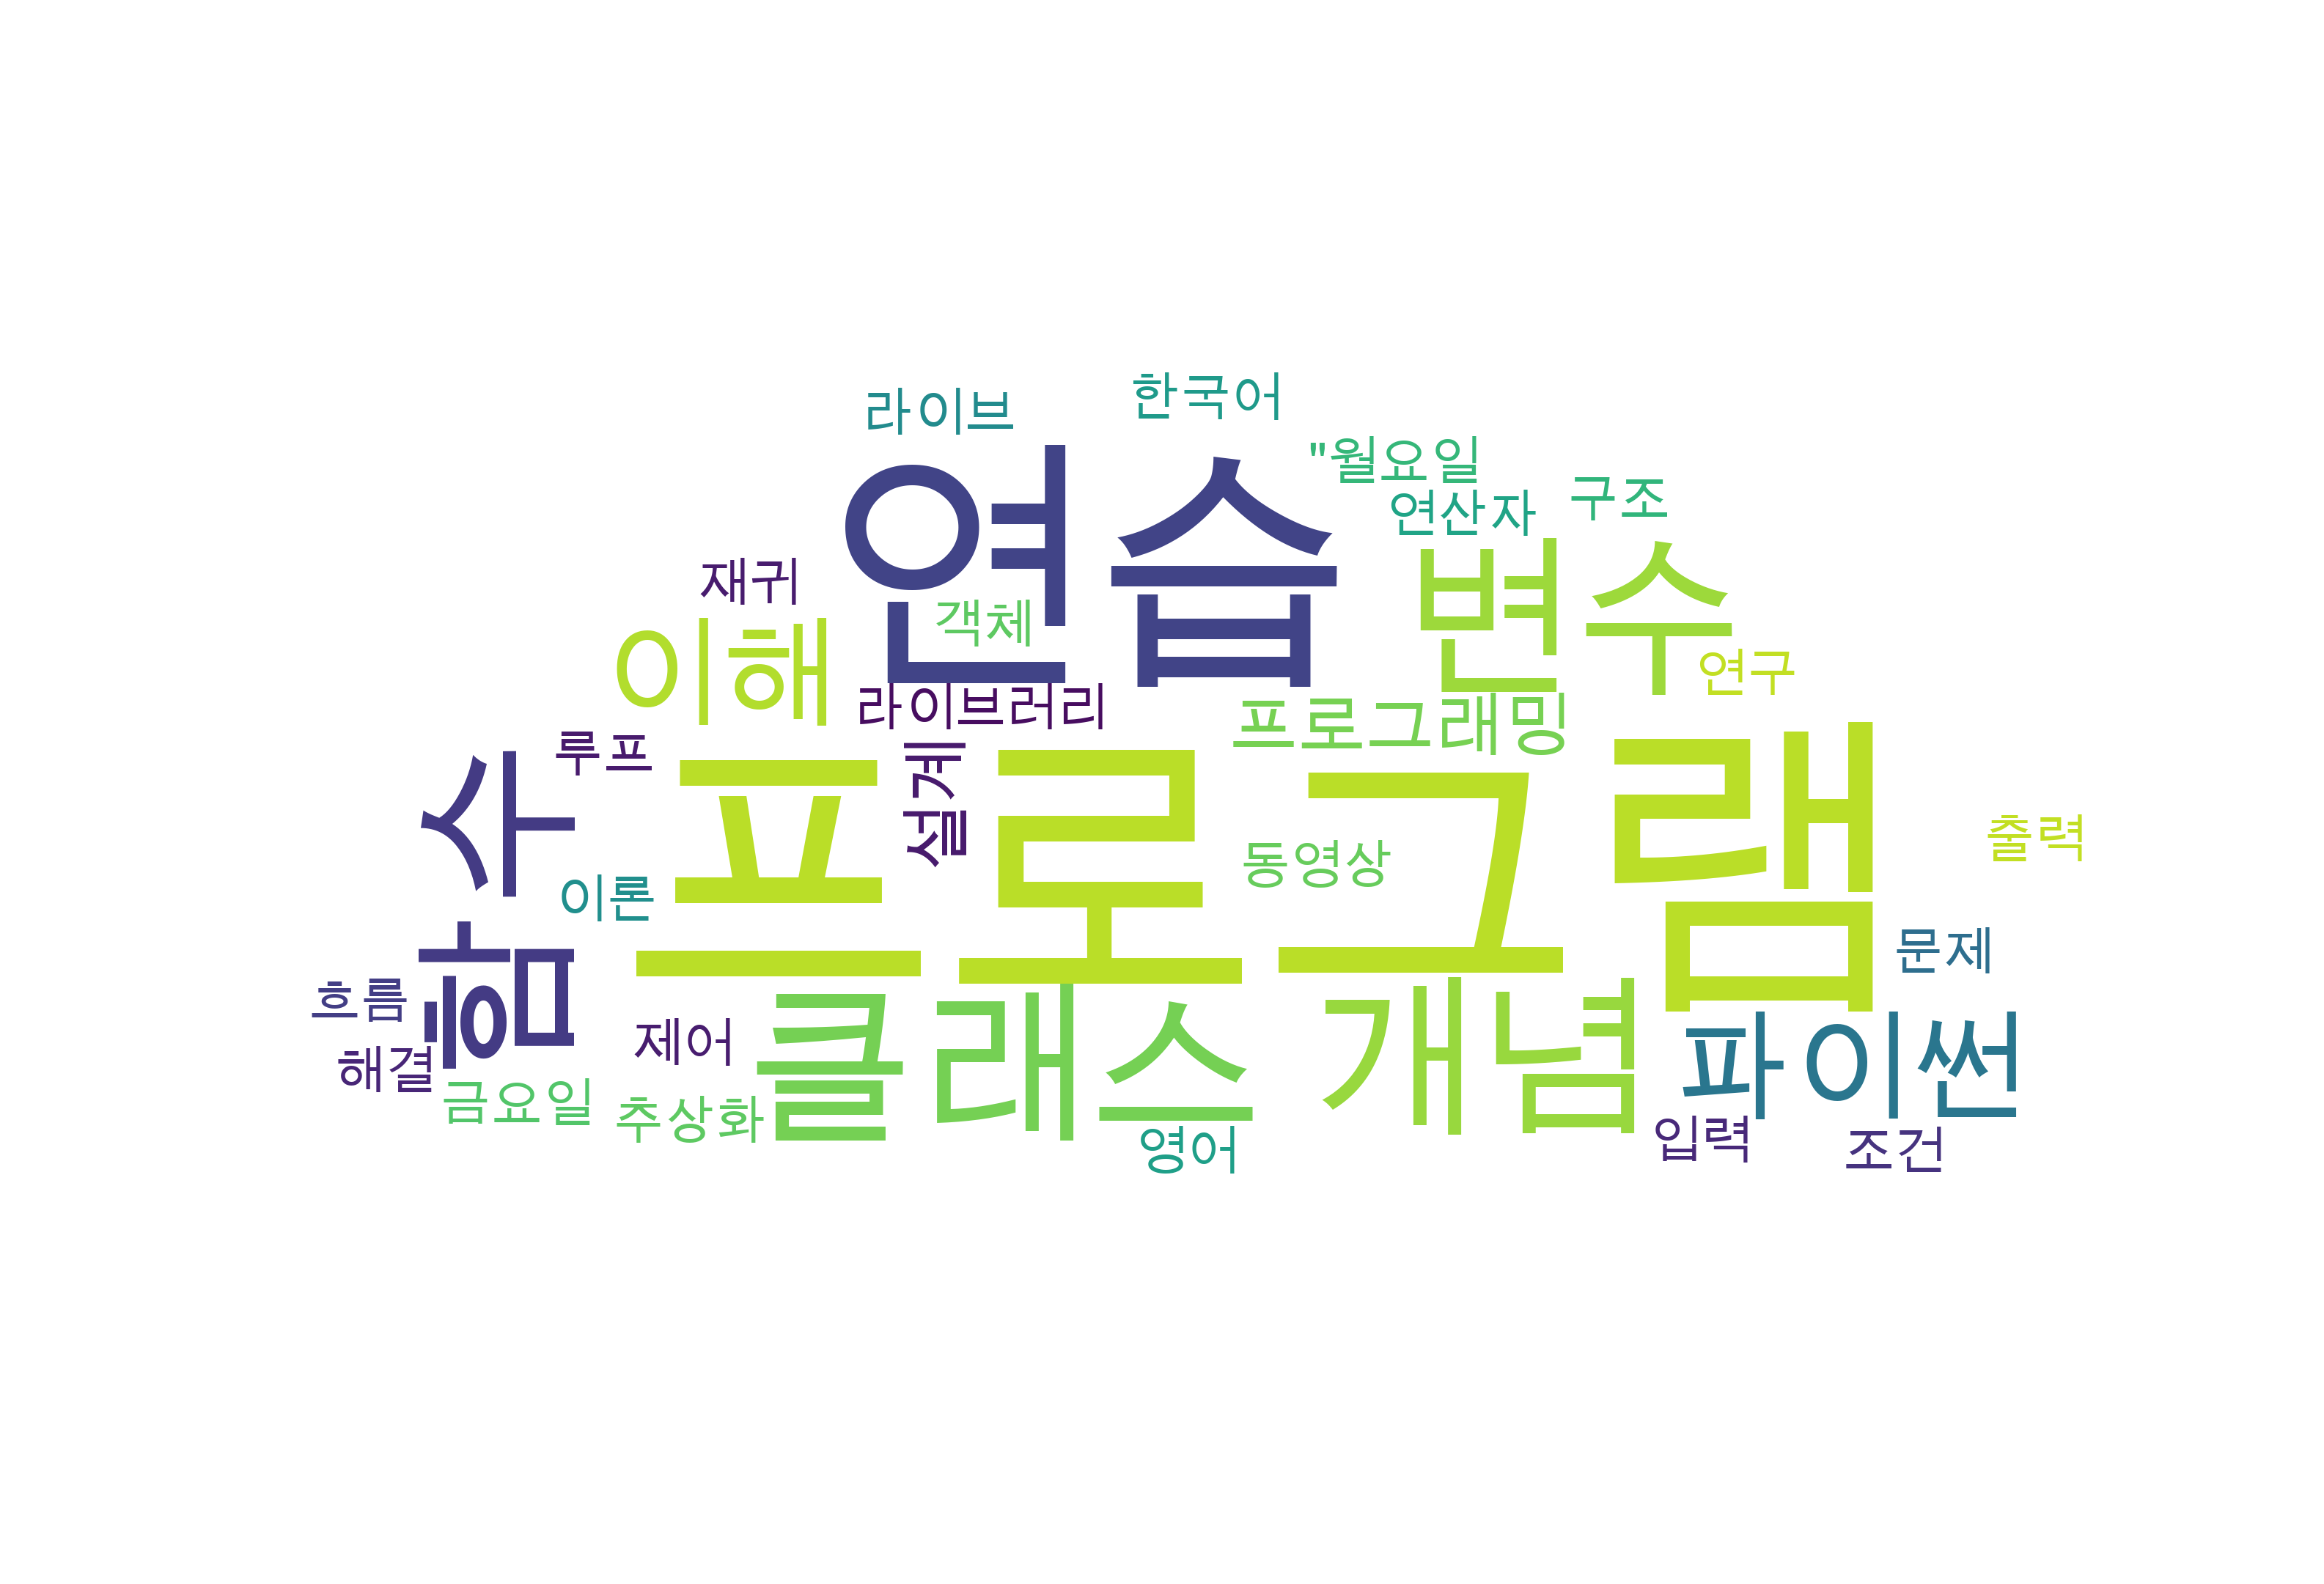 라이브
한국어
"월요일
연습
연산자
구조
변수
재귀
객체
이해
연구
라이브러리
프로그래밍
루프
설계
프로그램
동영상
출력
함수
이론
문제
흐름
제어
클래스
개념
파이썬
해결
금요일
추상화
영어
입력
조건